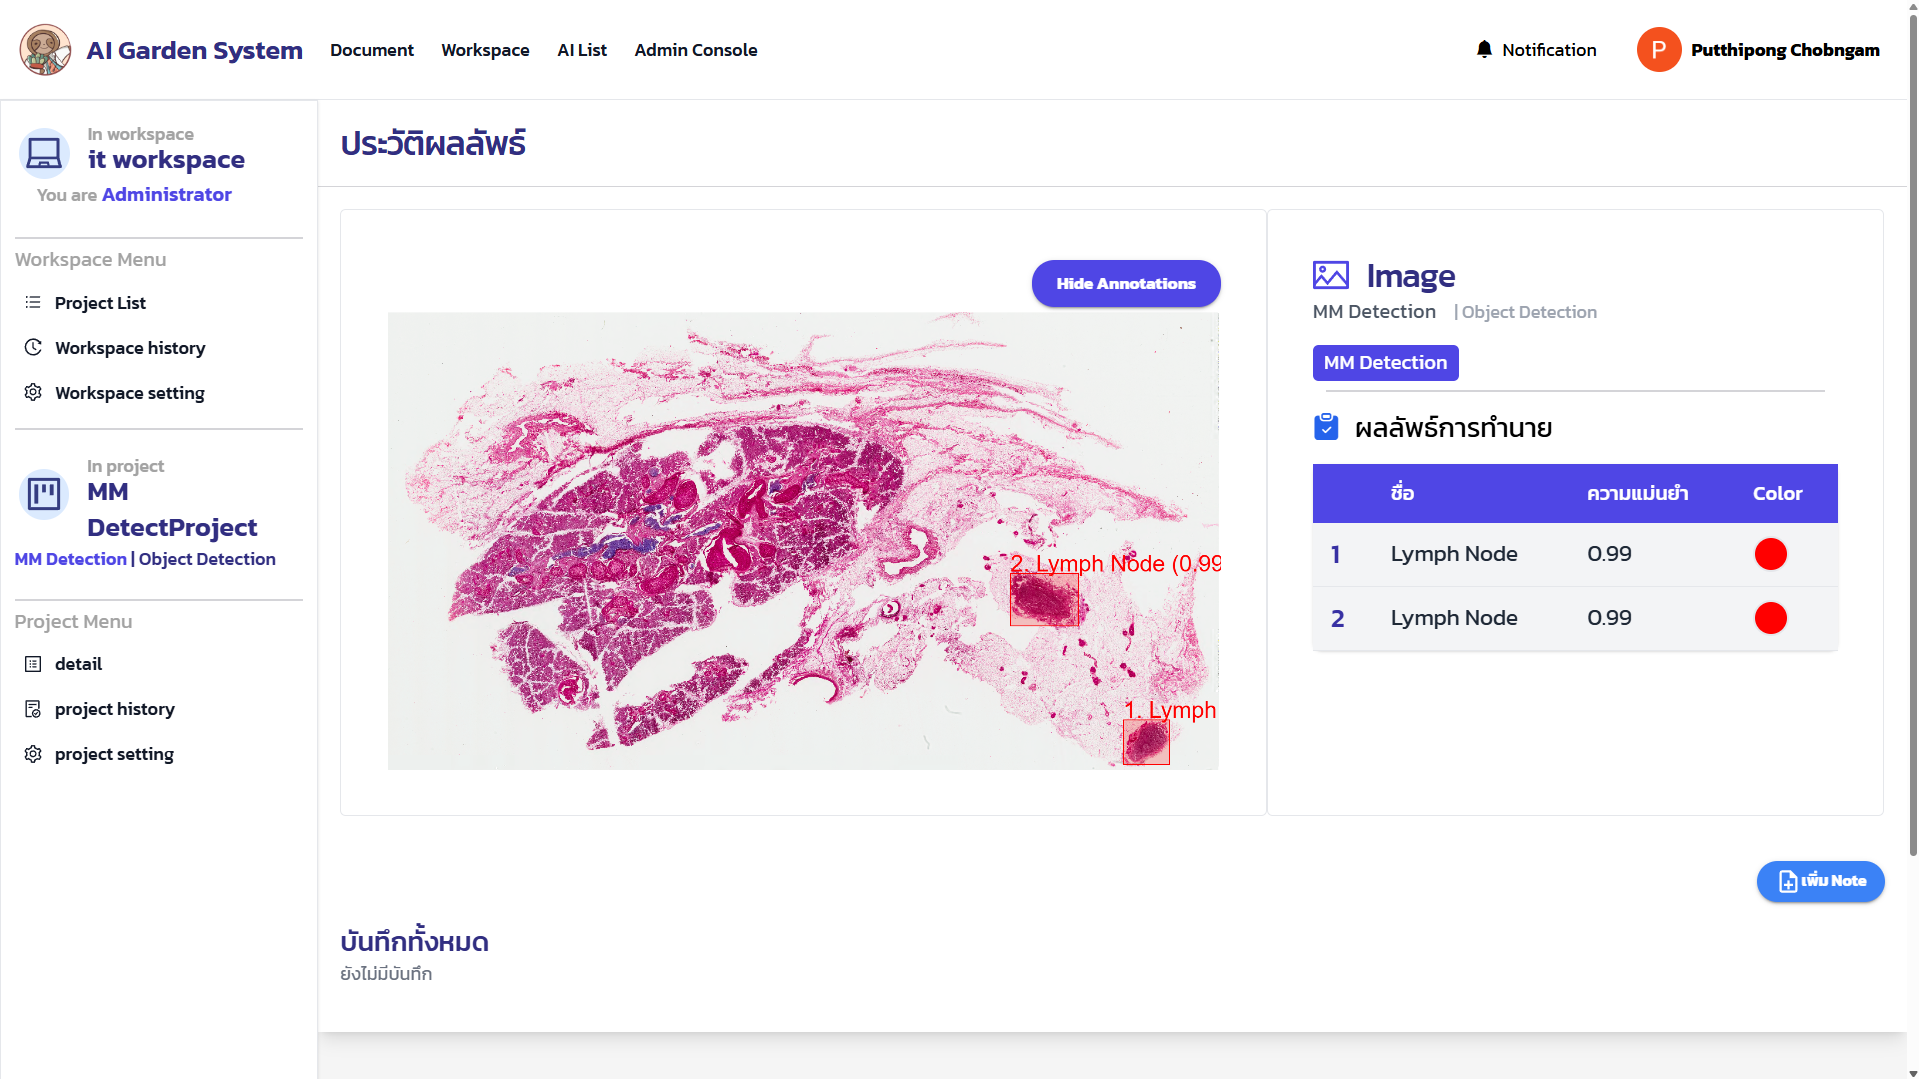 AI Garden System
Document
Workspace
AI List
Admin Console
Notification
P
Putthipong Chobngam
In workspace
it workspace
You are Administrator
Workspace Menu
Project List
Workspace history
Workspace setting
In project
MM
DetectProject
MM Detection | Object Detection
Project Menu
detail
project history
project setting
ประวัติผลลัพธ์
Hide Annotations
2. Lymph Node (0.99
1. Lymph
Image
MM Detection | Object Detection
MM Detection
ผลลัพธ์การทำนาย
ชื่อ ความแม่นยำ Color
1 Lymph Node 0.99
2 Lymph Node 0.99
เพิ่ม Note
บันทึกทั้งหมด
ยังไม่มีบันทึก